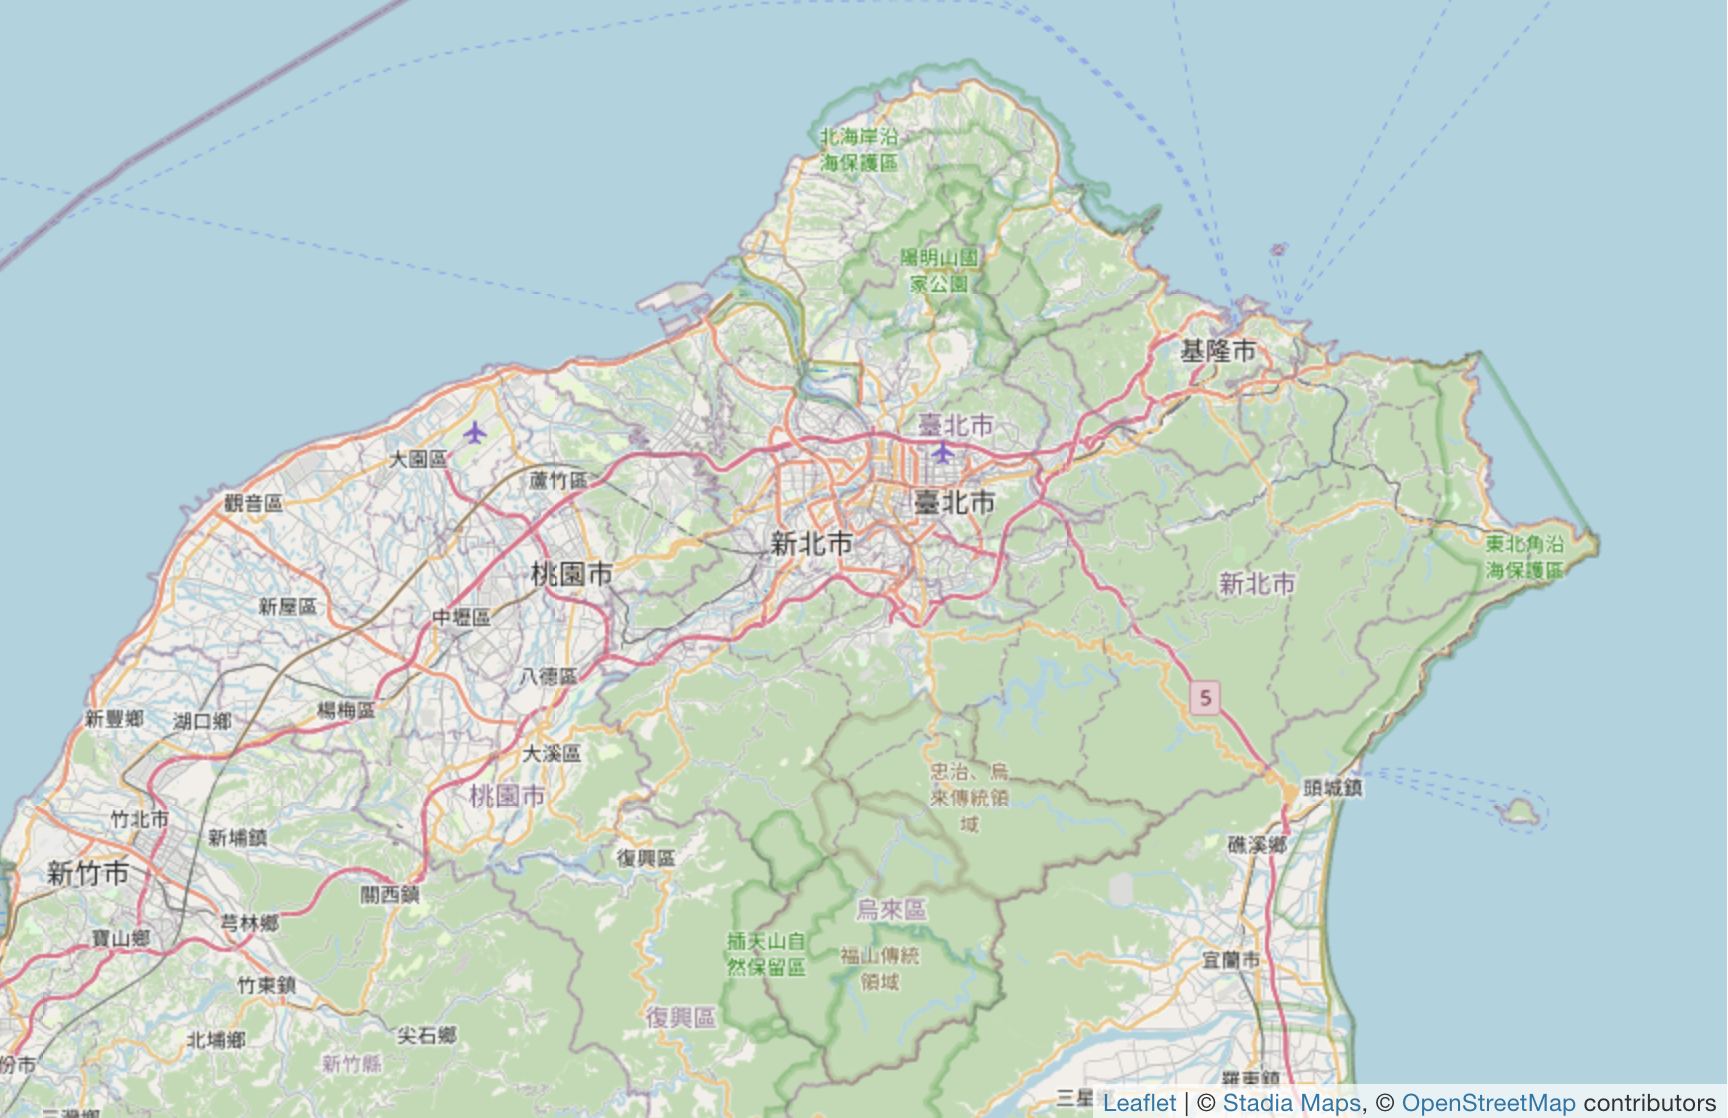 北海岸沿
海保護區
陽明山國
家公園
基隆市
臺北市
大園區
蘆竹區
觀音區
臺北市
新北市
東北角沿
海保護區
桃園市
新北市
新屋區
中壢區
八德區
5
新豐鄉
湖口鄉
楊梅區
大溪區
忠治、烏
來傳統領
域
頭城鎮
桃園市
竹北市
新埔鎮
礁溪鄉
復興區
新竹市
關西鎮
烏來區
芎林鄉
寶山鄉
插天山自
然保留區
福山傳統
領域
宜蘭市
竹東鎮
復興區
北埔鄉
尖石鄉
新竹縣
份市
羅東鎮
三星
三灣鄉
Leaflet | © Stadia Maps, © OpenStreetMap contributors